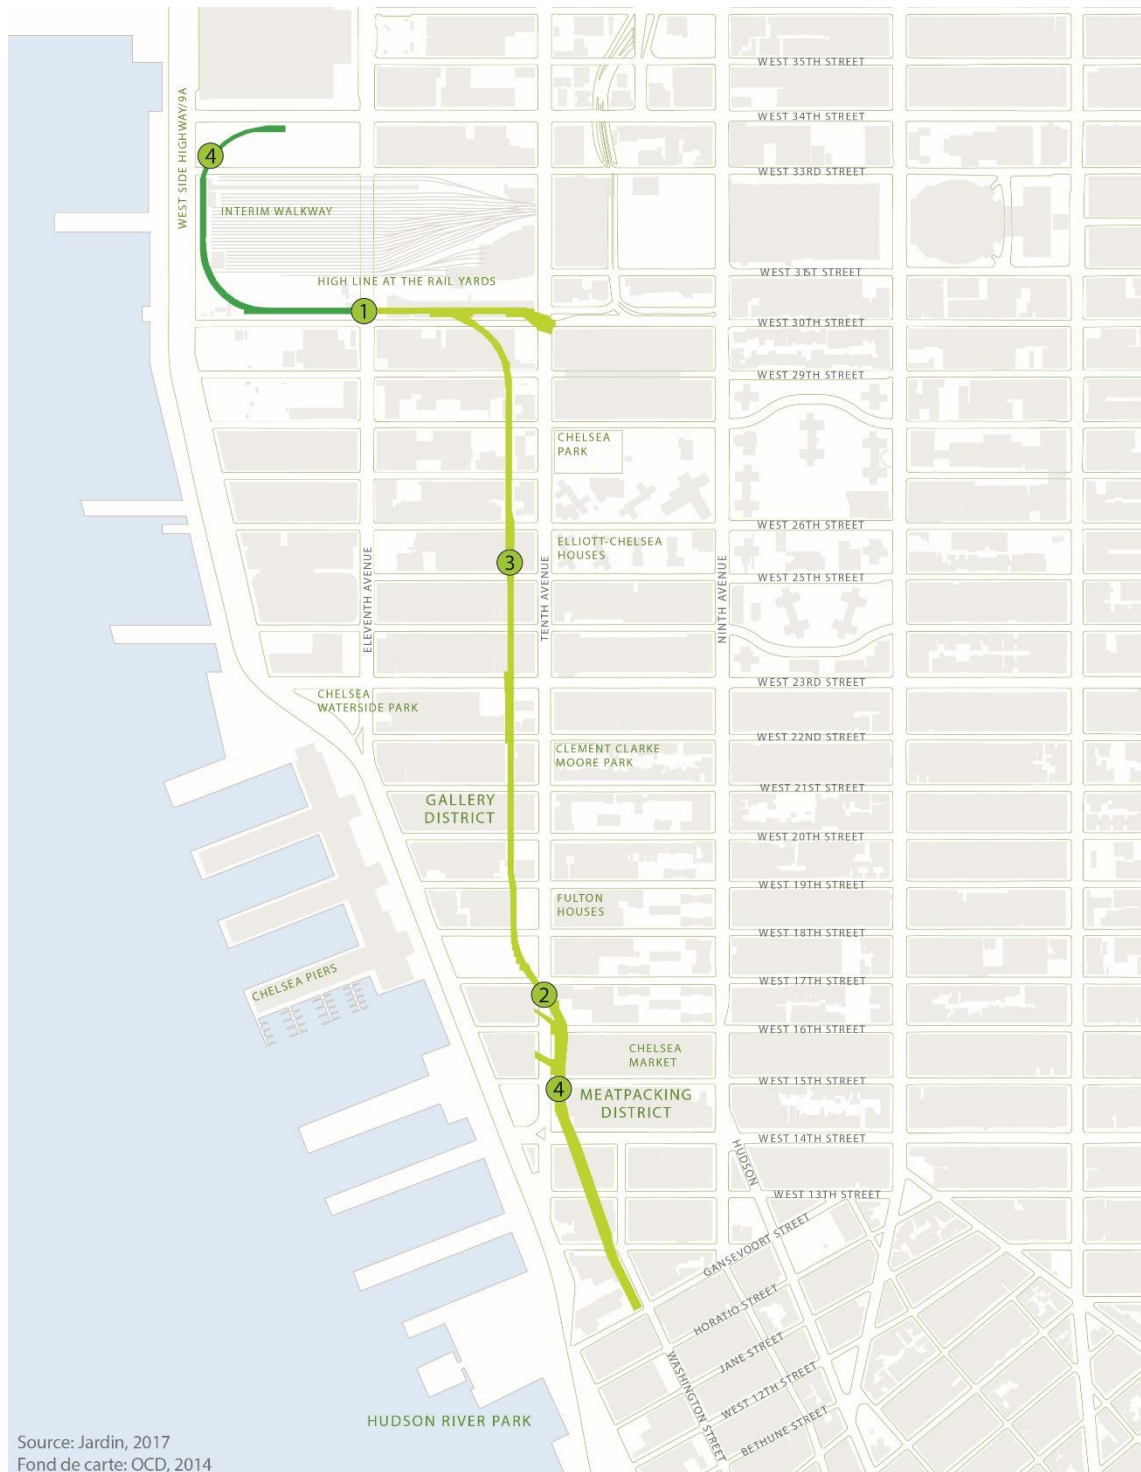 WEST 35TH STREET
WEST SIDE HIGHWAY/9A
WEST 34TH STREET
4
WEST 33RD STREET
INTERIM WALKWAY
WEST 31ST STREET
HIGH LINE AT THE RAIL YARDS
1
WEST 30TH STREET
WEST 29TH STREET
CHELSEA
PARK
WEST 26TH STREET
ELEVENTH AVENUE
3
TENTH AVENUE
ELLIOTT-CHELSEA
HOUSES
NINTH AVENUE
WEST 25TH STREET
WEST 23RD STREET
CHELSEA
WATERSIDE PARK
WEST 22ND STREET
CLEMENT CLARKE
MOORE PARK
WEST 21ST STREET
GALLERY
DISTRICT
WEST 20TH STREET
WEST 19TH STREET
FULTON
HOUSES
WEST 18TH STREET
CHELSEA PIERS
WEST 17TH STREET
2
WEST 16TH STREET
CHELSEA
MARKET
WEST 15TH STREET
4
MEATPACKING
DISTRICT
WEST 14TH STREET
HUDSON
WEST 13TH STREET
GANSEVOORT STREET
HORATIO STREET
JANE STREET
WEST 12TH STREET
WASHINGTON STREET
BETHUNE STREET
HUDSON RIVER PARK
Source: Jardin, 2017
Fond de carte: OCD, 2014